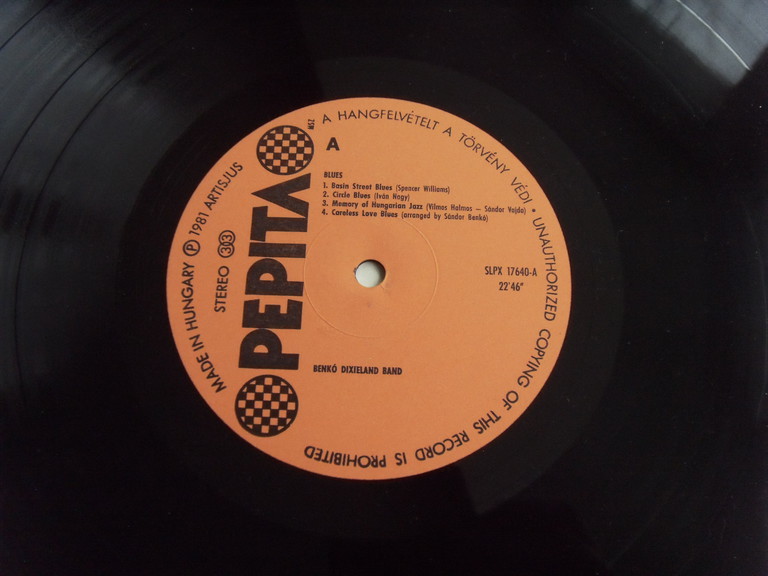 A HANGFELVÉTELT A TÖRVÉNY VÉDI • UNAUTHORIZED COPYING OF THIS RECORD IS PROHIBITED
MSZ
A
BLUES
1. Basin Street Blues (Spencer Williams)
2. Circle Blues (Iván Nagy)
3. Memory of Hungarian Jazz (Vilmos Halmos — Sándor Vajda)
4. Careless Love Blues (arranged by Sándor Benkó)
SLPX 17640-A
22'46"
BENKÓ DIXIELAND BAND
PEPITA
STEREO 33
MADE IN HUNGARY Ⓟ 1981 ARTISJUS